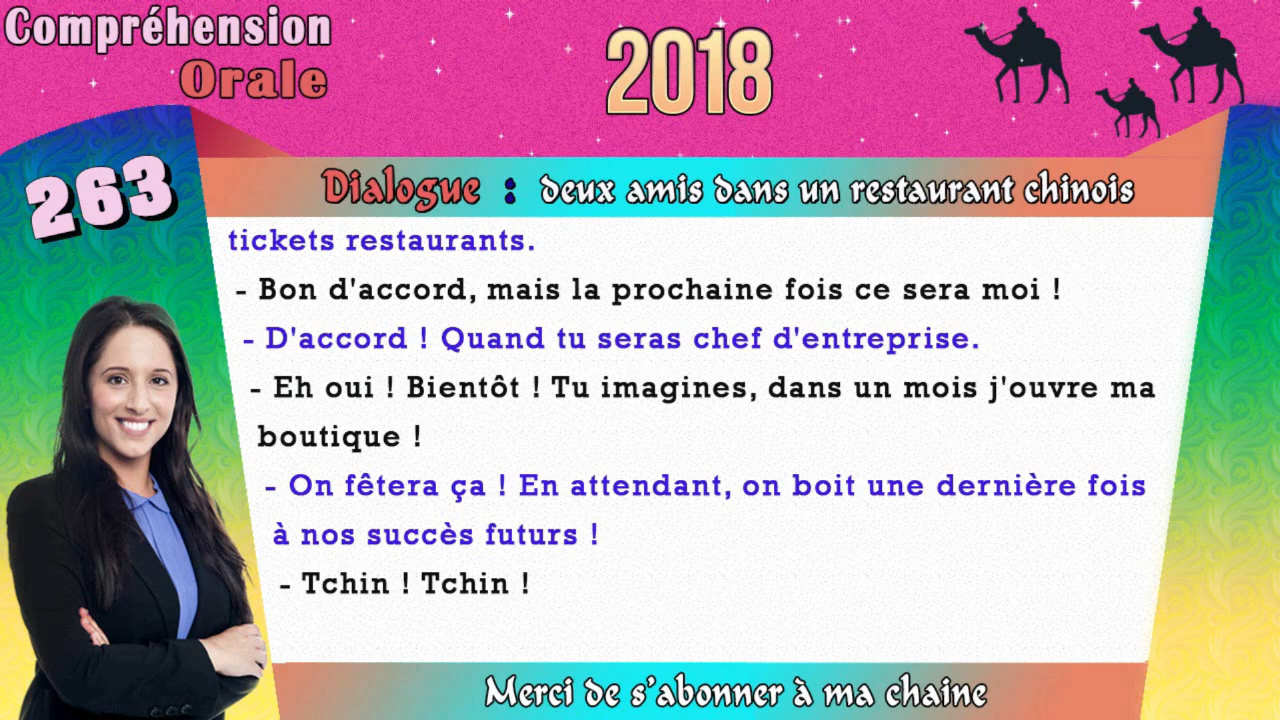 Compréhension
Orale
2018
263
Dialogue : deux amis dans un restaurant chinois
tickets restaurants.
- Bon d'accord, mais la prochaine fois ce sera moi !
- D'accord ! Quand tu seras chef d'entreprise.
- Eh oui ! Bientôt ! Tu imagines, dans un mois j'ouvre ma
boutique !
- On fêtera ça ! En attendant, on boit une dernière fois
à nos succès futurs !
- Tchin ! Tchin !
Merci de s'abonner à ma chaine